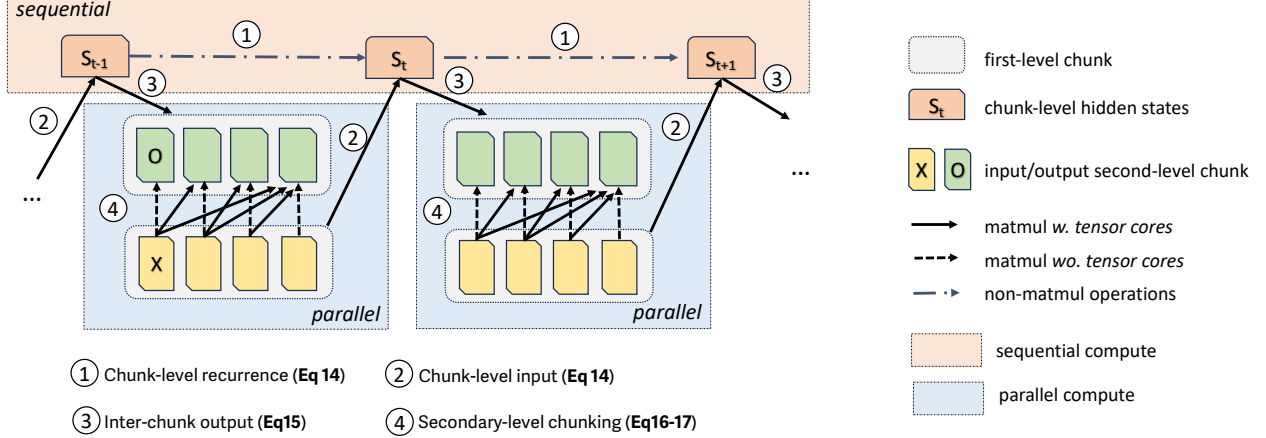 sequential
1
1
S_{t-1}
S_t
S_{t+1}
3
3
3
2
2
2
...
...
O
4
4
X
parallel
parallel
first-level chunk
S_t
chunk-level hidden states
X O
input/output second-level chunk
matmul w. tensor cores
matmul wo. tensor cores
non-matmul operations
sequential compute
parallel compute
1 Chunk-level recurrence (Eq 14)
2 Chunk-level input (Eq 14)
3 Inter-chunk output (Eq15)
4 Secondary-level chunking (Eq16-17)